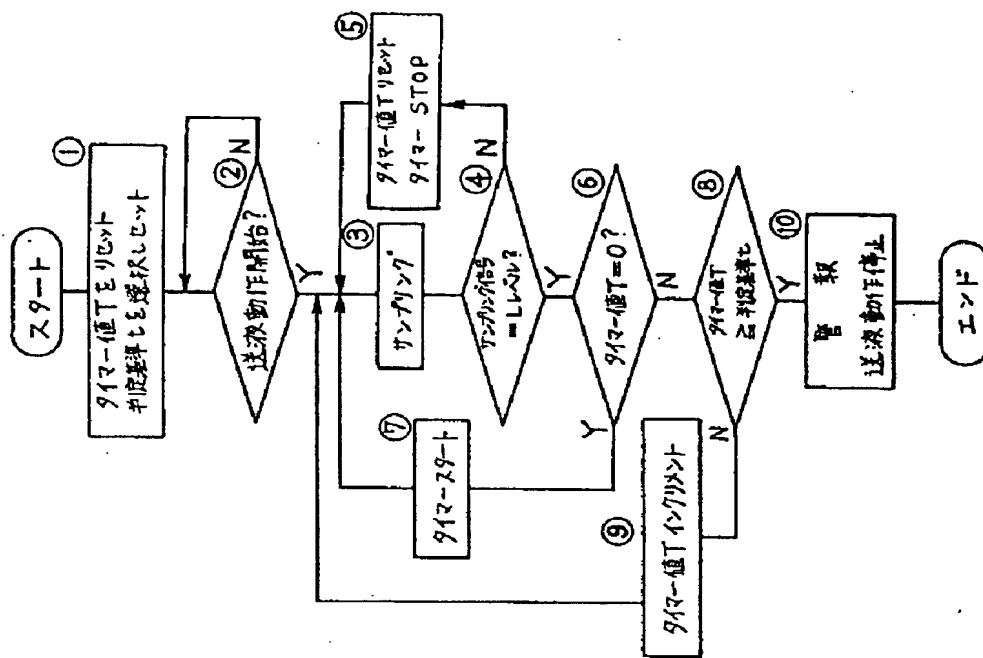 スタート
①
タイマー値Tをリセット
判定基準tを選択しセット
②
送液動作開始?
N
Y
③
サンプリング
④
サンプリング信号
=Lレベル?
N
Y
⑤
タイマー値Tリセット
タイマー STOP
⑥
タイマー値T=0?
Y
N
⑦
タイマースタート
⑧
タイマー値T
≧判定基準t
N
Y
⑨
タイマー値Tインクリメント
⑩
警報
送液動作停止
エンド